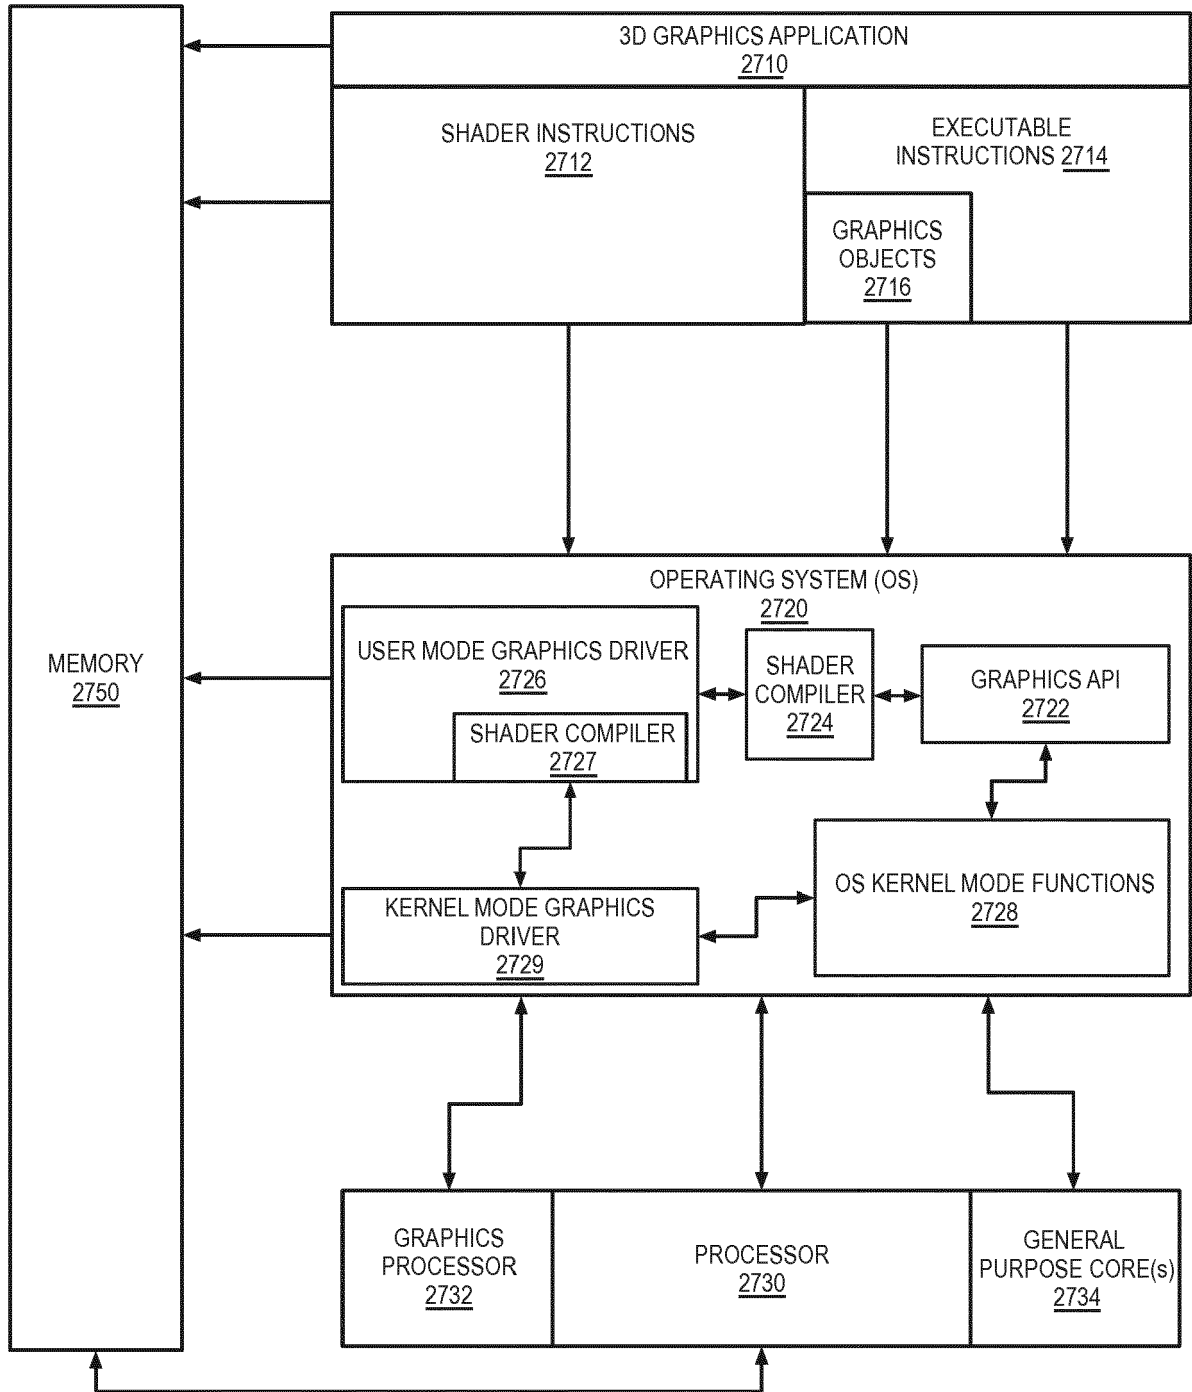 3D GRAPHICS APPLICATION
2710
SHADER INSTRUCTIONS
2712
EXECUTABLE
INSTRUCTIONS 2714
GRAPHICS
OBJECTS
2716
MEMORY
2750
OPERATING SYSTEM (OS)
2720
USER MODE GRAPHICS DRIVER
2726
SHADER COMPILER
2727
SHADER
COMPILER
2724
GRAPHICS API
2722
KERNEL MODE GRAPHICS
DRIVER
2729
OS KERNEL MODE FUNCTIONS
2728
GRAPHICS
PROCESSOR
2732
PROCESSOR
2730
GENERAL
PURPOSE CORE(s)
2734